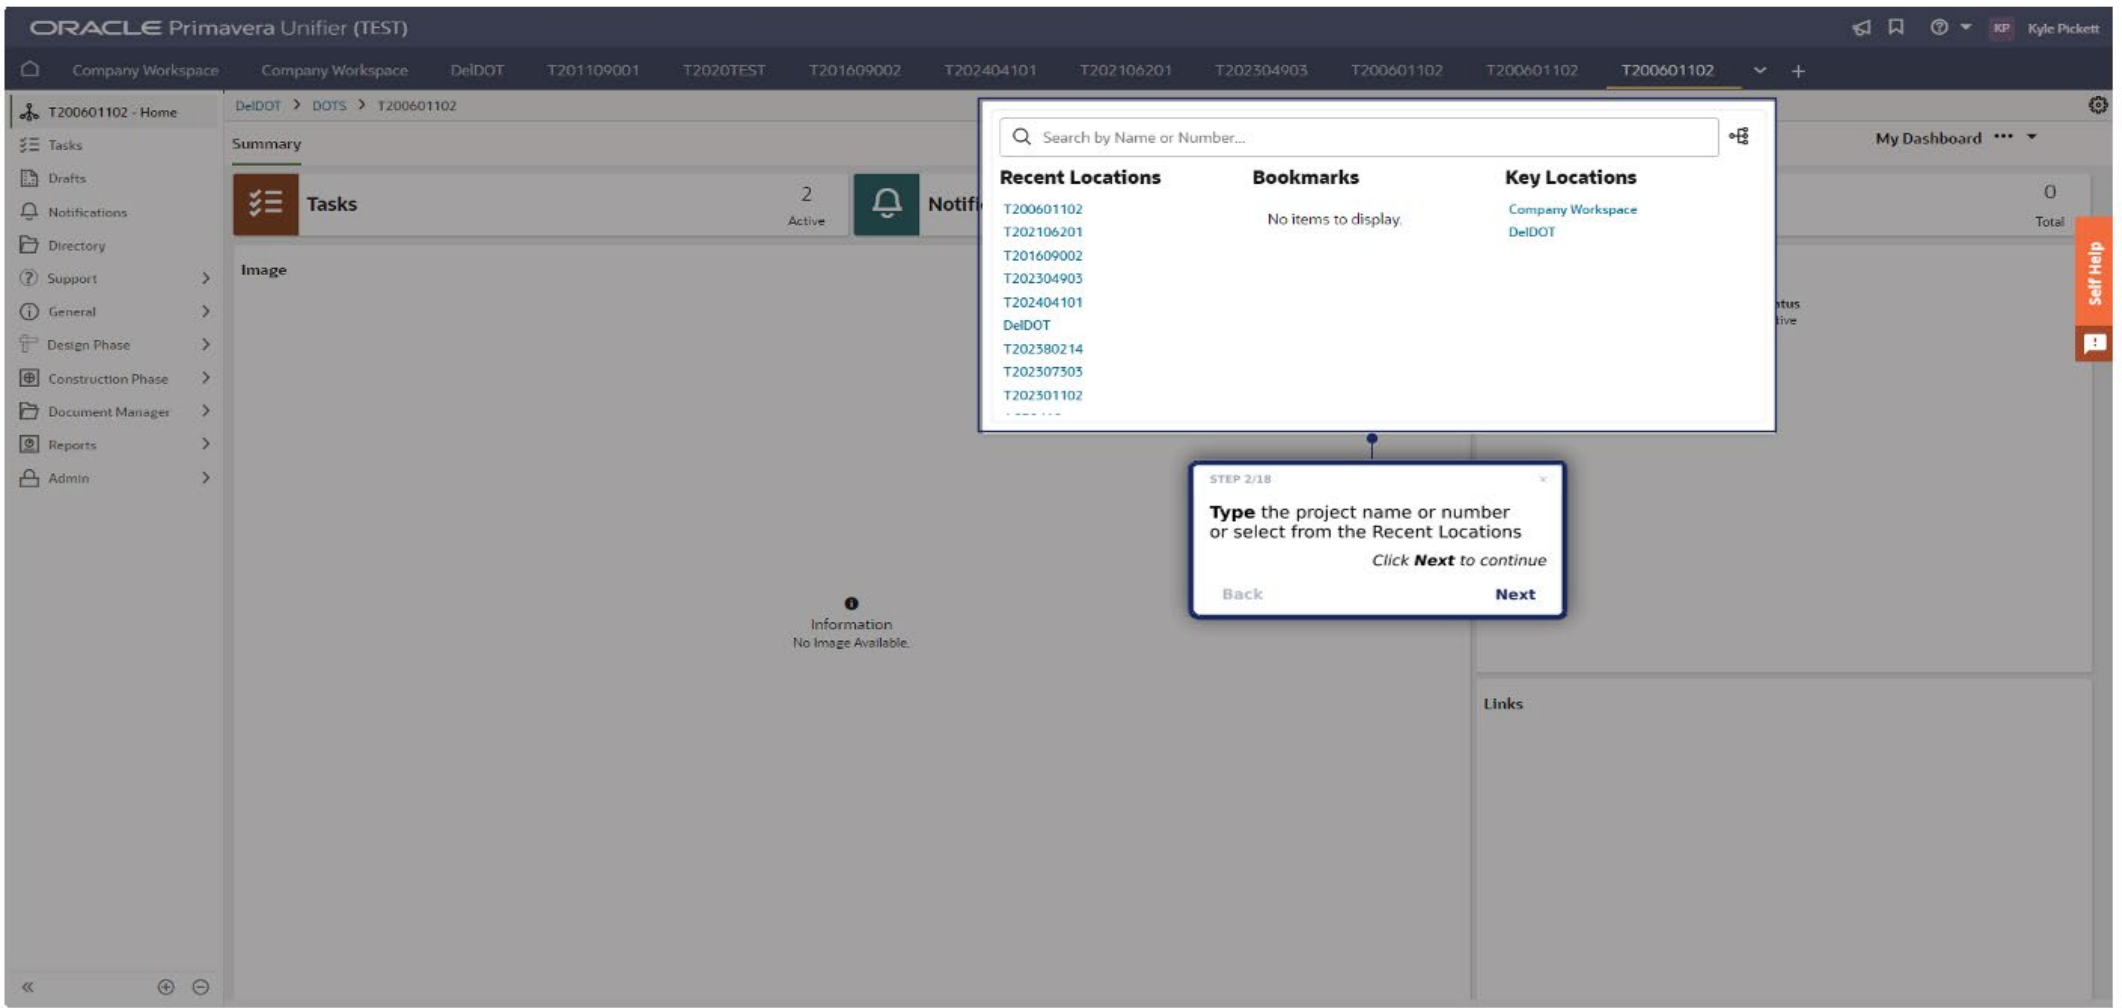 ORACLE Primavera Unifier (TEST)
KP Kyle Pickett
Company Workspace Company Workspace DelDOT T201109001 T2020TEST T201609002 T202404101 T202106201 T202304903 T200601102 T200601102 T200601102
T200601102 - Home
Tasks
Drafts
Notifications
Directory
Support
General
Design Phase
Construction Phase
Document Manager
Reports
Admin
DelDOT > DOTS > T200601102
Summary
My Dashboard
Tasks
2
Active
Notifi
0
Total
Image
Information
No Image Available.
Search by Name or Number...
Recent Locations
T200601102
T202106201
T201609002
T202304903
T202404101
DelDOT
T202380214
T202307303
T202301102
Bookmarks
No items to display.
Key Locations
Company Workspace
DelDOT
atus
tive
Self Help
STEP 2/18
Type the project name or number
or select from the Recent Locations
Click Next to continue
Back Next
Links